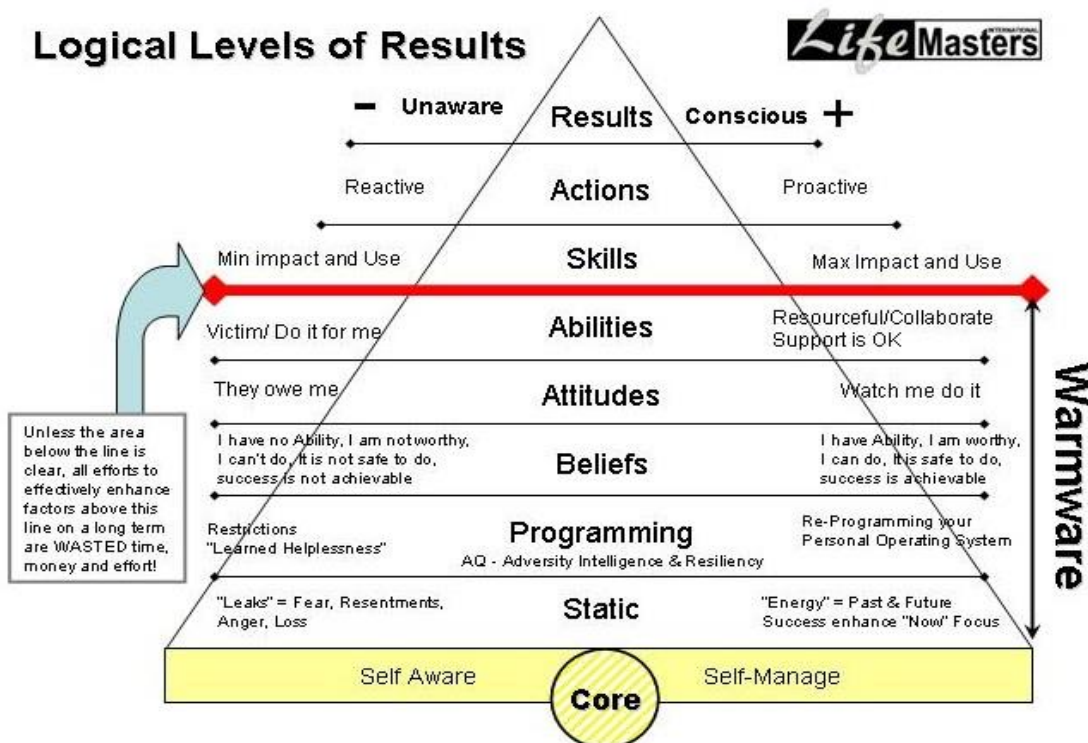 Logical Levels of Results
Life Masters
INTERNATIONAL
- Unaware
Results
Conscious +
Reactive
Actions
Proactive
Min impact and Use
Skills
Max Impact and Use
Victim/ Do it for me
Abilities
Resourceful/Collaborate
Support is OK
They owe me
Attitudes
Watch me do it
I have no Ability, I am not worthy,
I can't do, It is not safe to do,
success is not achievable
Beliefs
I have Ability, I am worthy,
I can do, It is safe to do,
success is achievable
Restrictions
"Learned Helplessness"
Programming
AQ - Adversity Intelligence & Resiliency
Re-Programming your
Personal Operating System
"Leaks" = Fear, Resentments,
Anger, Loss
Static
"Energy" = Past & Future
Success enhance "Now" Focus
Self Aware
Core
Self-Manage
Unless the area
below the line is
clear, all efforts to
effectively enhance
factors above this
line on a long term
are WASTED time,
money and effort!
Warmware